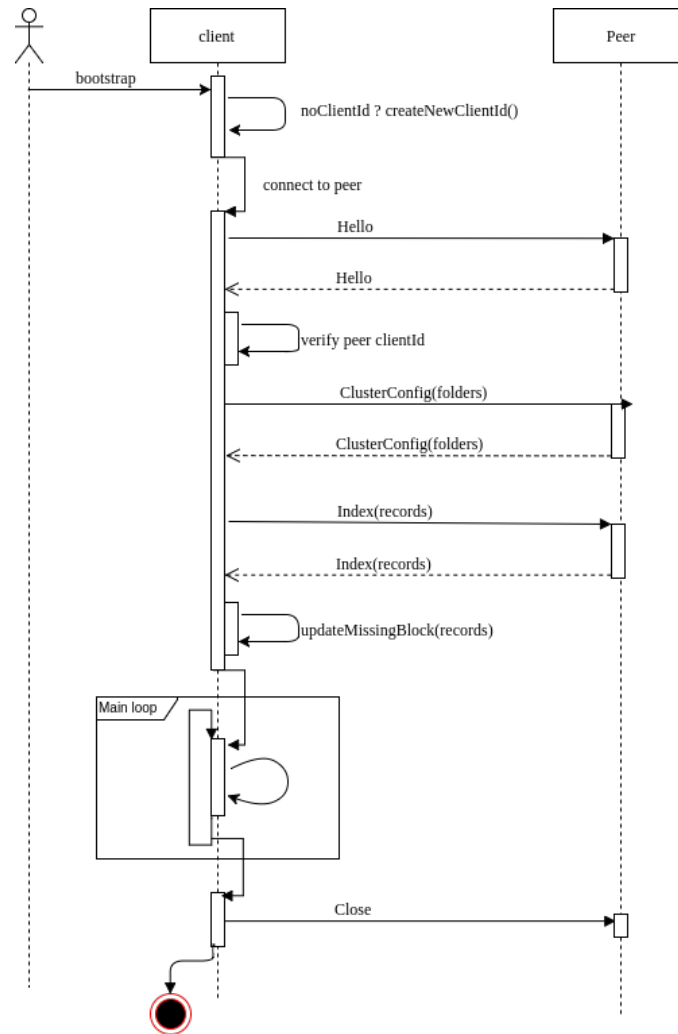 client
Peer
bootstrap
noClientId ? createNewClientId()
connect to peer
Hello
Hello
verify peer clientId
ClusterConfig(folders)
ClusterConfig(folders)
Index(records)
Index(records)
updateMissingBlock(records)
Main loop
Close